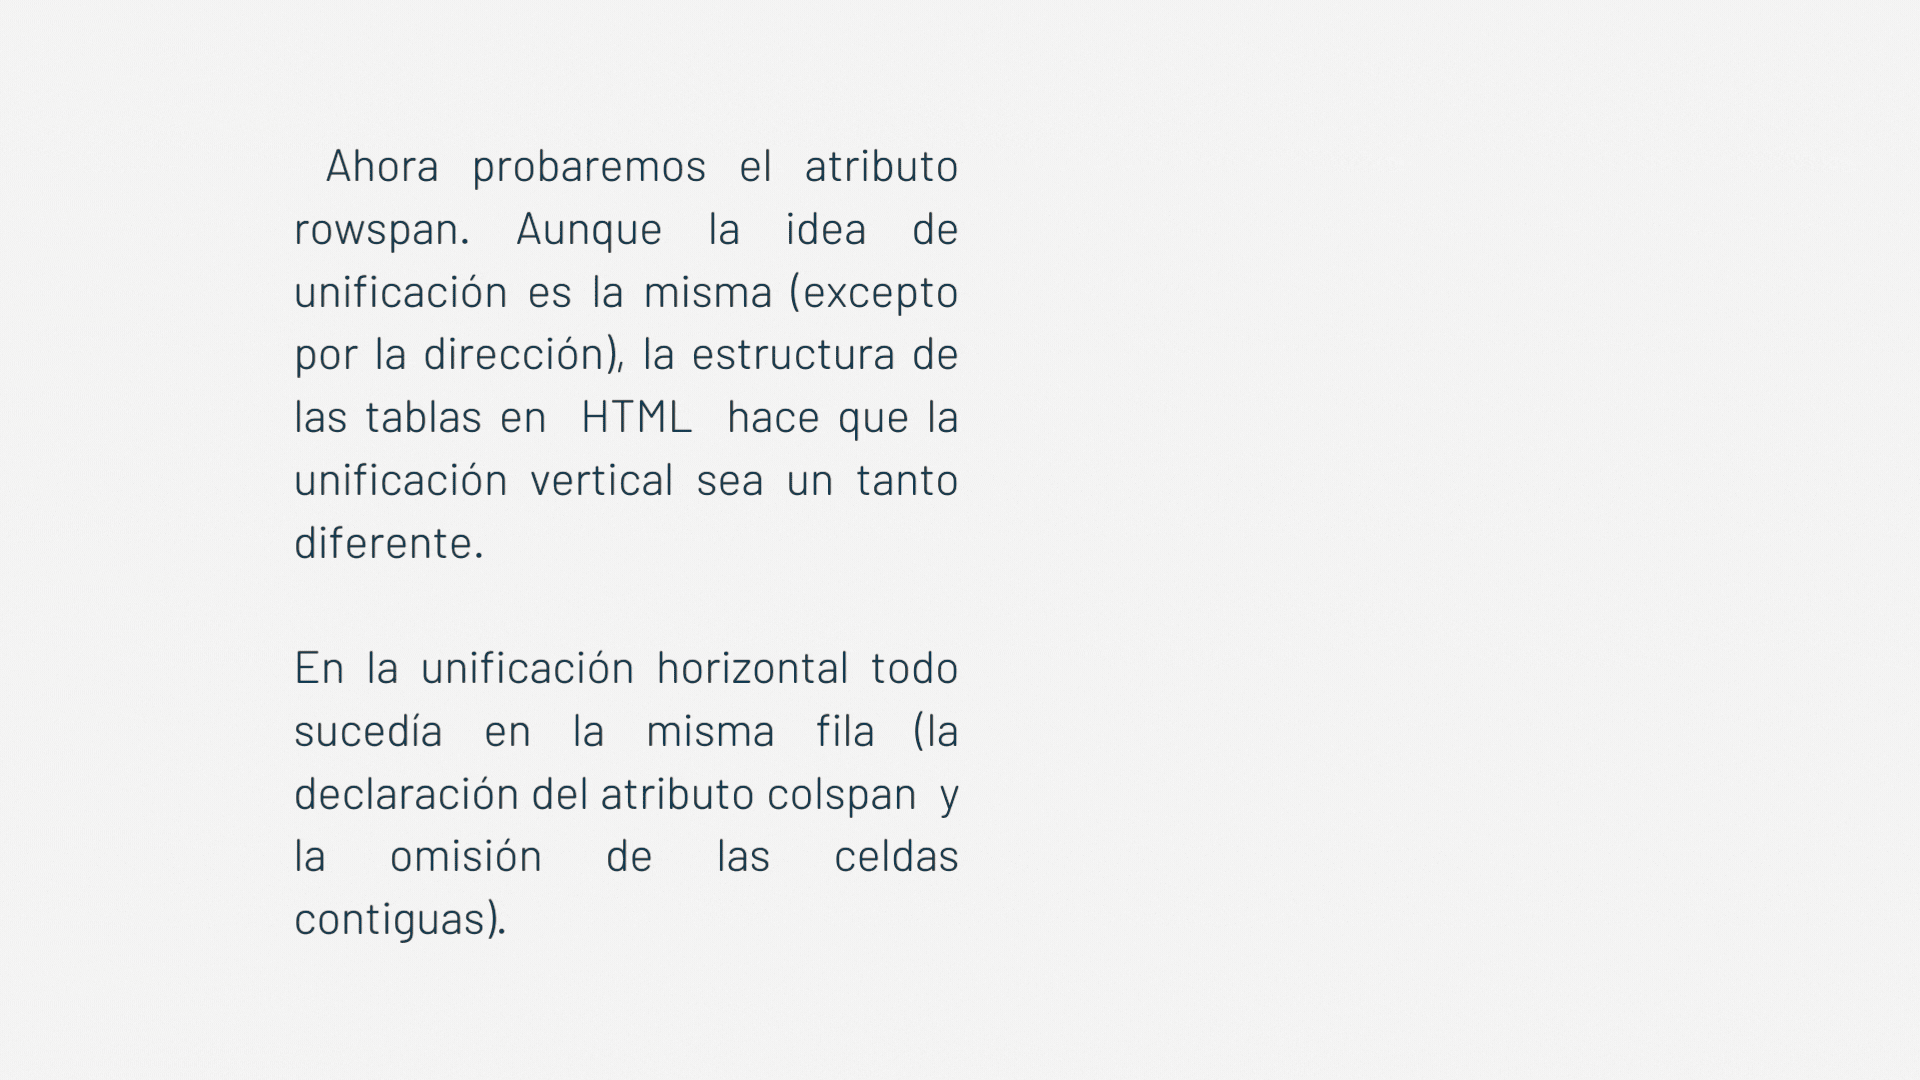 Ahora probaremos el atributo
rowspan. Aunque la idea de
unificación es la misma (excepto
por la dirección), la estructura de
las tablas en HTML hace que la
unificación vertical sea un tanto
diferente.
En la unificación horizontal todo
sucedía en la misma fila (la
declaración del atributo colspan y
la omisión de las celdas
contiguas).